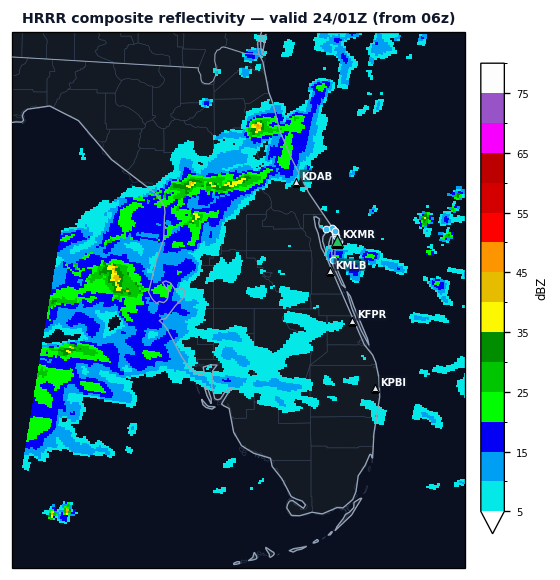 HRRR composite reflectivity — valid 24/01Z (from 06z)
KDAB
KXMR
KMLB
KFPR
KPBI
75
65
55
45
35
25
15
5
dBZ